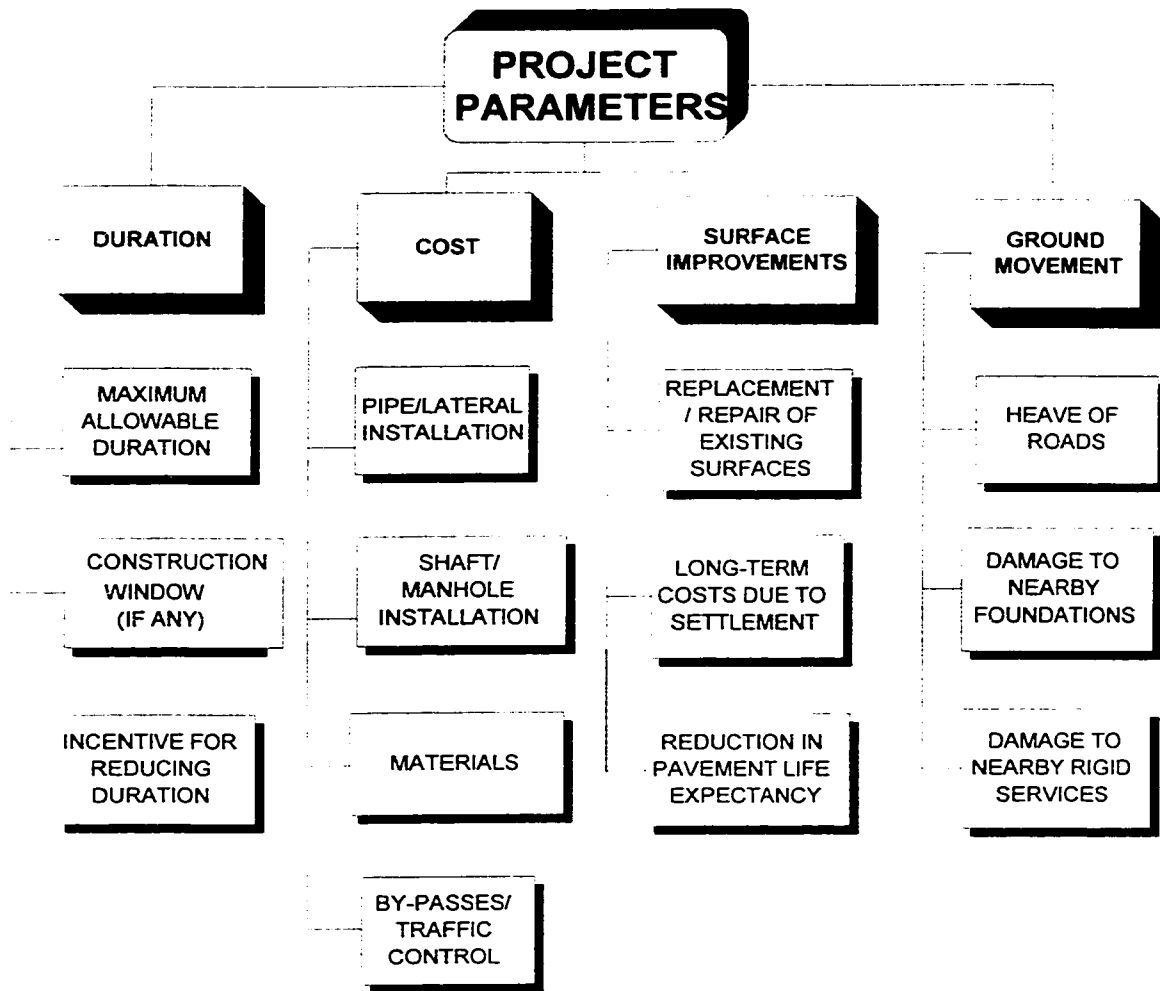 PROJECT
PARAMETERS
DURATION
COST
SURFACE
IMPROVEMENTS
GROUND
MOVEMENT
MAXIMUM
ALLOWABLE
DURATION
PIPE/LATERAL
INSTALLATION
REPLACEMENT
/ REPAIR OF
EXISTING
SURFACES
HEAVE OF
ROADS
CONSTRUCTION
WINDOW
(IF ANY)
SHAFT/
MANHOLE
INSTALLATION
LONG-TERM
COSTS DUE TO
SETTLEMENT
DAMAGE TO
NEARBY
FOUNDATIONS
INCENTIVE FOR
REDUCING
DURATION
MATERIALS
REDUCTION IN
PAVEMENT LIFE
EXPECTANCY
DAMAGE TO
NEARBY RIGID
SERVICES
BY-PASSES/
TRAFFIC
CONTROL